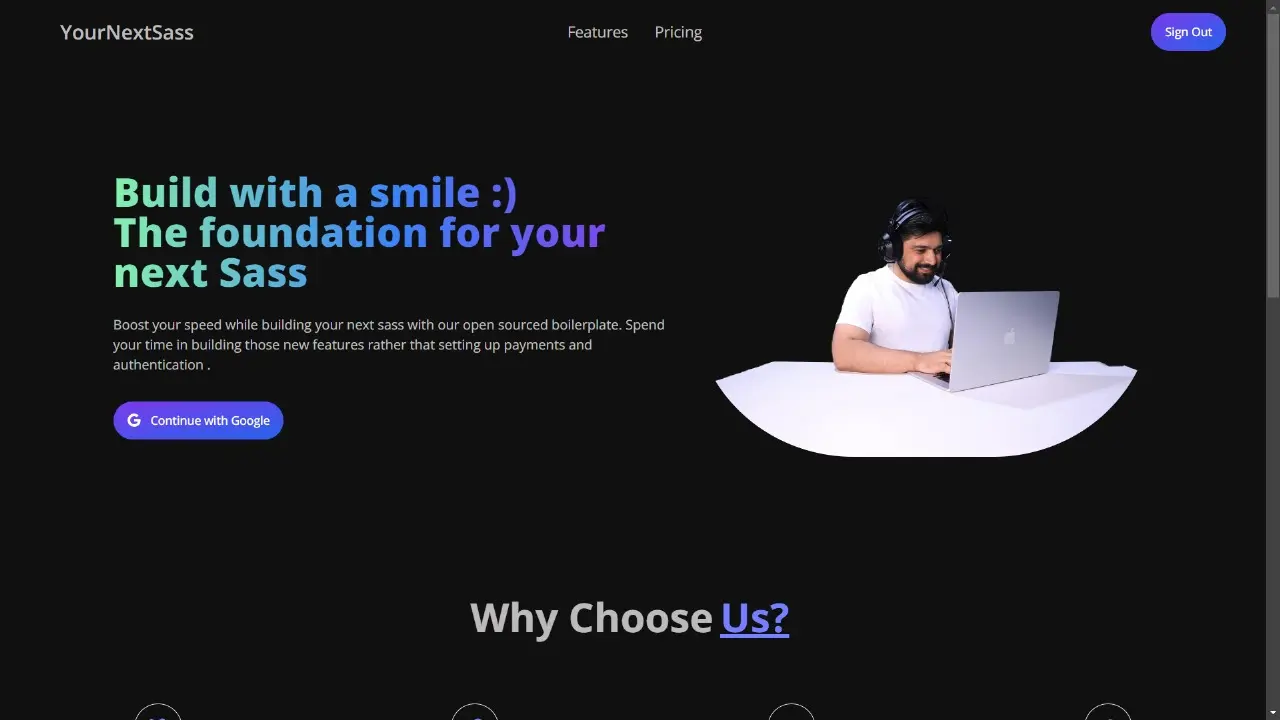 YourNextSass
Features
Pricing
Sign Out
Build with a smile :)
The foundation for your
next Sass
Boost your speed while building your next sass with our open sourced boilerplate. Spend
your time in building those new features rather that setting up payments and
authentication .
Continue with Google
Why Choose Us?